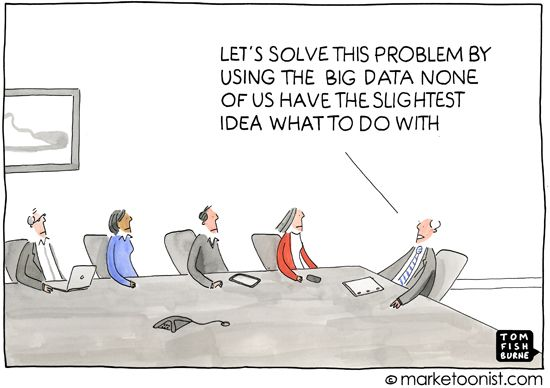 LET'S SOLVE THIS PROBLEM BY
USING THE BIG DATA NONE
OF US HAVE THE SLIGHTEST
IDEA WHAT TO DO WITH
TOM
FISH
BURNE
© marketoonist.com